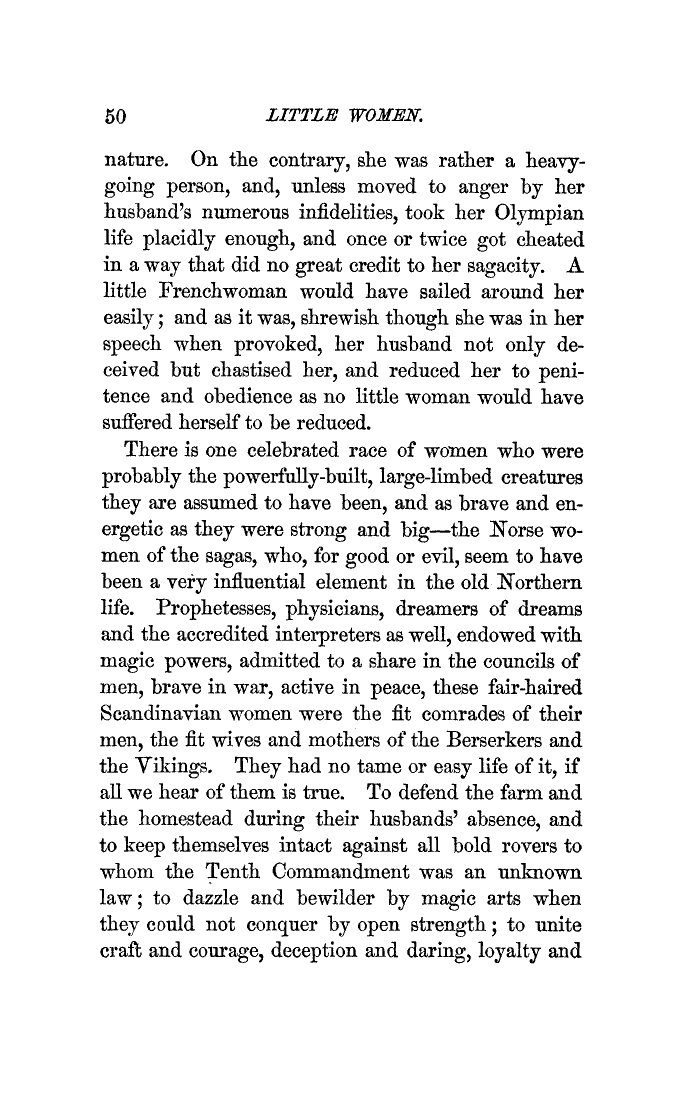 50 LITTLE WOMEN.
nature. On the contrary, she was rather a heavy-
going person, and, unless moved to anger by her
husband's numerous infidelities, took her Olympian
life placidly enough, and once or twice got cheated
in a way that did no great credit to her sagacity. A
little Frenchwoman would have sailed around her
easily; and as it was, shrewish though she was in her
speech when provoked, her husband not only de-
ceived but chastised her, and reduced her to peni-
tence and obedience as no little woman would have
suffered herself to be reduced.
There is one celebrated race of women who were
probably the powerfully-built, large-limbed creatures
they are assumed to have been, and as brave and en-
ergetic as they were strong and big—the Norse wo-
men of the sagas, who, for good or evil, seem to have
been a very influential element in the old Northern
life. Prophetesses, physicians, dreamers of dreams
and the accredited interpreters as well, endowed with
magic powers, admitted to a share in the councils of
men, brave in war, active in peace, these fair-haired
Scandinavian women were the fit comrades of their
men, the fit wives and mothers of the Berserkers and
the Vikings. They had no tame or easy life of it, if
all we hear of them is true. To defend the farm and
the homestead during their husbands' absence, and
to keep themselves intact against all bold rovers to
whom the Tenth Commandment was an unknown
law; to dazzle and bewilder by magic arts when
they could not conquer by open strength; to unite
craft and courage, deception and daring, loyalty and